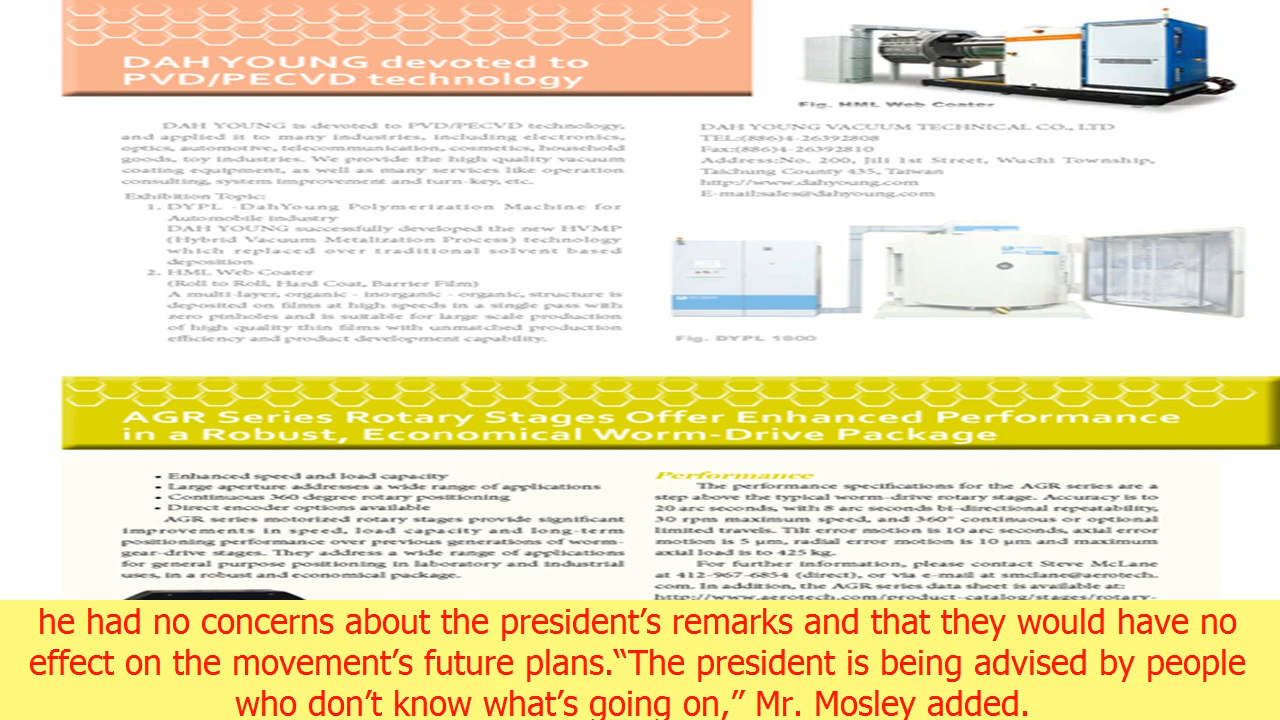 DAH YOUNG devoted to
PVD/PECVD technology
DAH YOUNG is devoted to PVD/PECVD technology,
and applied it to many industries, including electronics,
optics, automotive, telecommunication, cosmetics, household
goods, toy industries. We provide the high quality vacuum
coating equipment, as well as many services like operation
consulting, system improvement and turn-key, etc.
Exhibition Topic:
1. DYPL -DahYoung Polymerization Machine for
Automobile industry
DAH YOUNG successfully developed the new HVMP
(Hybrid Vacuum Metalization Process) technology
which replaced over traditional solvent based
deposition
2. HML Web Coater
(Roll to Roll, Hard Coat, Barrier Film)
A multi-layer, organic - inorganic - organic, structure is
deposited on films at high speeds in a single pass with
zero pinholes and is suitable for large scale production
of high quality thin films with unmatched production
efficiency and product development capability.
Fig. HML Web Coater
DAH YOUNG VACUUM TECHNICAL CO., LTD
TEL:(886)4-26392808
Fax:(886)4-26392810
Address:No. 200, Jili 1st Street, Wuchi Township,
Taichung County 435, Taiwan
http://www.dahyoung.com
E-mail:sales@dahyoung.com
Fig. DYPL 1800
AGR Series Rotary Stages Offer Enhanced Performance
in a Robust, Economical Worm-Drive Package
• Enhanced speed and load capacity
• Large aperture addresses a wide range of applications
• Continuous 360 degree rotary positioning
• Direct encoder options available
AGR series motorized rotary stages provide significant
improvements in speed, load capacity and long-term
positioning performance over previous generations of worm-
gear-drive stages. They address a wide range of applications
for general purpose positioning in laboratory and industrial
uses, in a robust and economical package.
Performance
The performance specifications for the AGR series are a
step above the typical worm-drive rotary stage. Accuracy is to
20 arc seconds, with 8 arc seconds bi-directional repeatability,
30 rpm maximum speed, and 360° continuous or optional
limited travels. Tilt error motion is 10 arc seconds, axial error
motion is 5 µm, radial error motion is 10 µm and maximum
axial load is to 425 kg.
For further information, please contact Steve McLane
at 412-967-6854 (direct), or via e-mail at smclane@aerotech.
com. In addition, the AGR series data sheet is available at:
http://www.aerotech.com/product-catalog/stages/rotary-
he had no concerns about the president’s remarks and that they would have no
effect on the movement’s future plans.“The president is being advised by people
who don’t know what’s going on,” Mr. Mosley added.